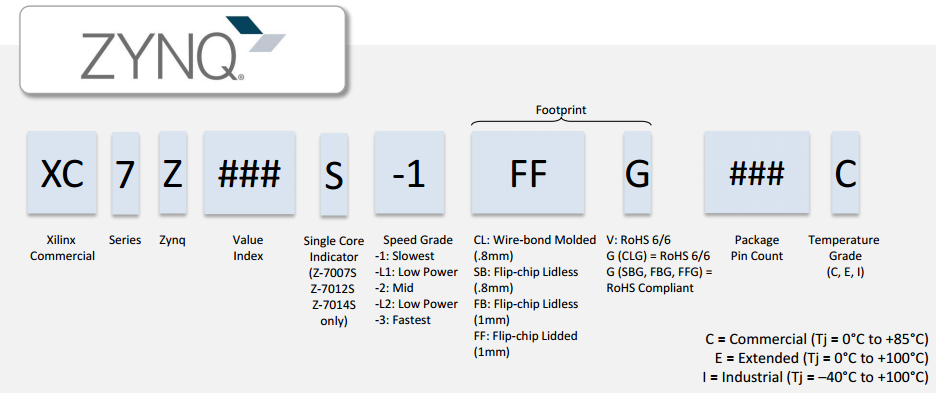 ZYNQ®
Footprint
XC 7 Z ### S -1 FF G ### C
Xilinx
Commercial
Series
Zynq
Value
Index
Single Core
Indicator
(Z-7007S
Z-7012S
Z-7014S
only)
Speed Grade
-1: Slowest
-L1: Low Power
-2: Mid
-L2: Low Power
-3: Fastest
CL: Wire-bond Molded
(.8mm)
SB: Flip-chip Lidless
(.8mm)
FB: Flip-chip Lidless
(1mm)
FF: Flip-chip Lidded
(1mm)
V: RoHS 6/6
G (CLG) = RoHS 6/6
G (SBG, FBG, FFG) =
RoHS Compliant
Package
Pin Count
Temperature
Grade
(C, E, I)
C = Commercial (Tj = 0°C to +85°C)
E = Extended (Tj = 0°C to +100°C)
I = Industrial (Tj = –40°C to +100°C)